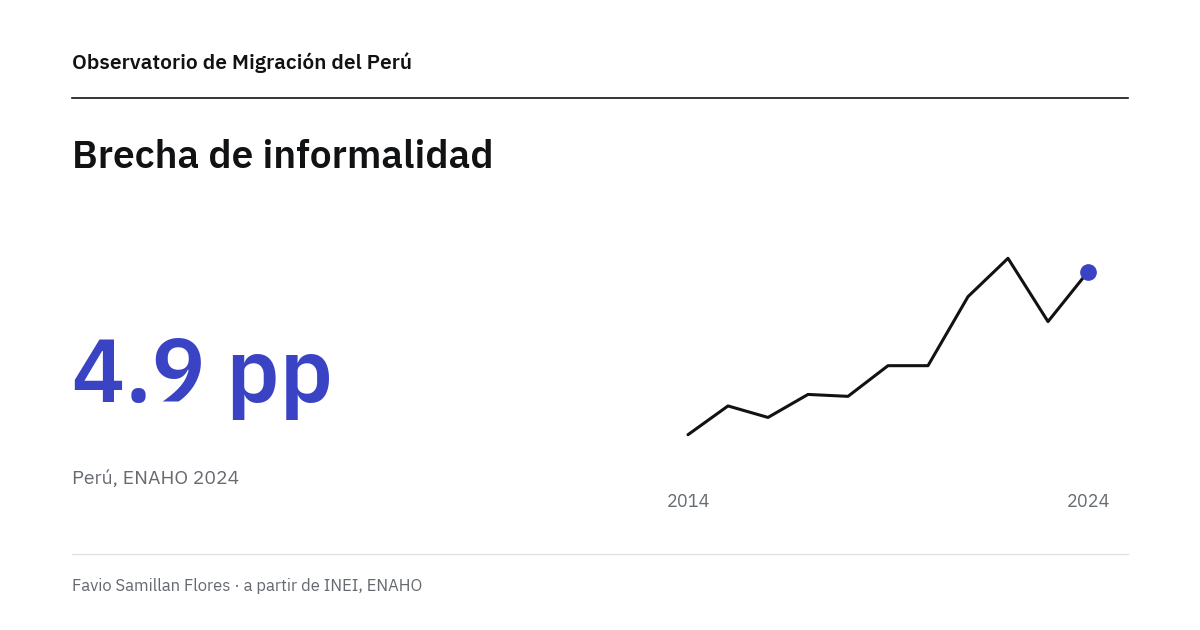 Observatorio de Migración del Perú
Brecha de informalidad
4.9 pp
Perú, ENAHO 2024
2014
2024
Favio Samillan Flores · a partir de INEI, ENAHO